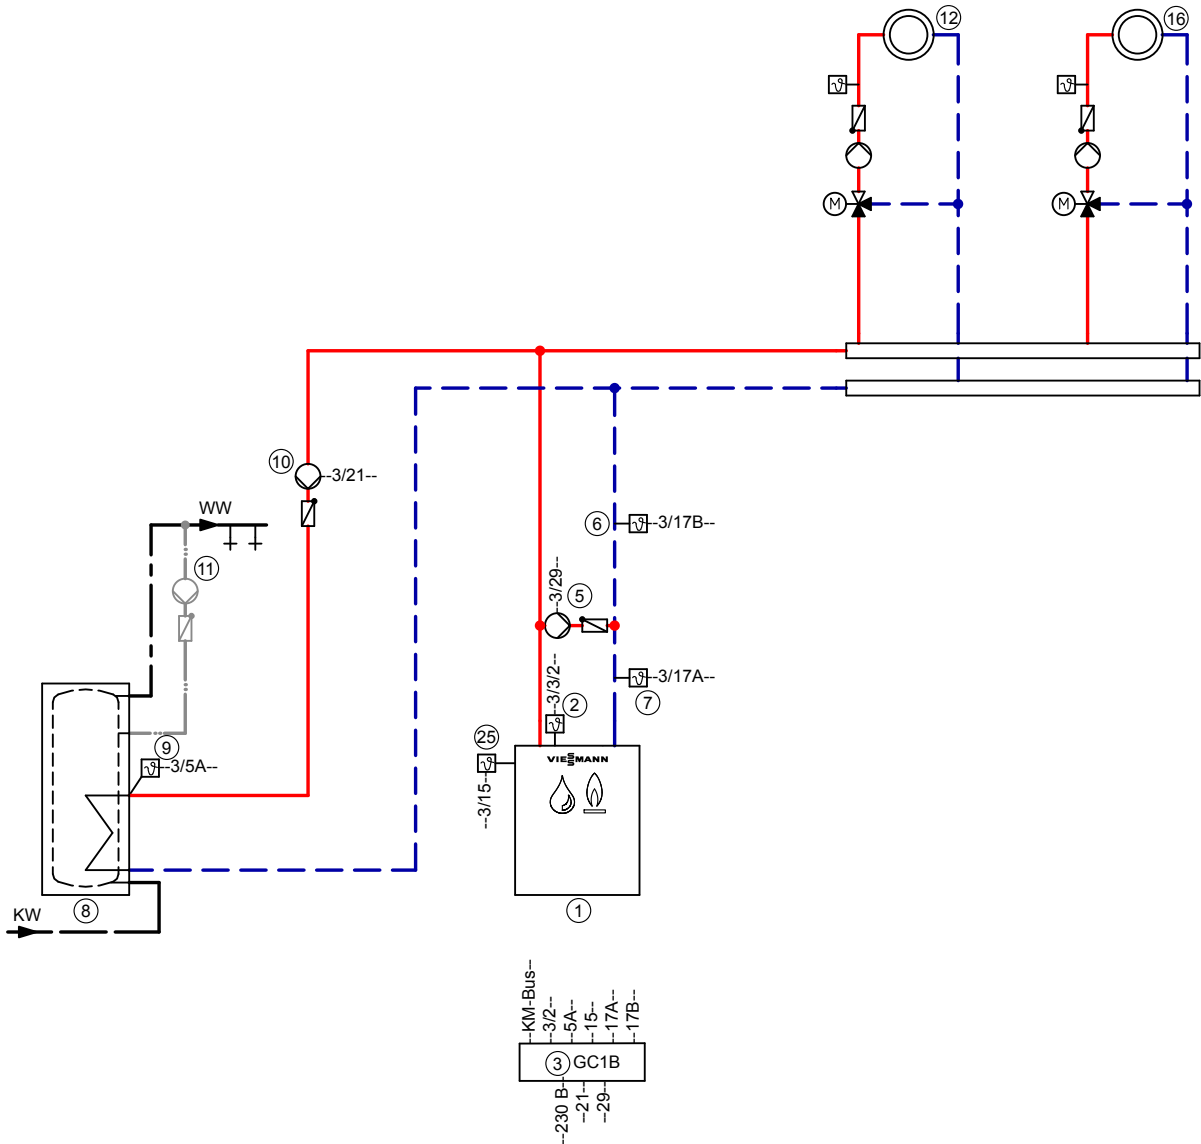 12
16
ϑ
ϑ
M
M
10
--3/21--
WW
6
ϑ
--3/17B--
11
--3/29--
5
ϑ
--3/17A--
7
--3/3/2--
2
ϑ
25
ϑ
--3/15--
VIESMANN
9
ϑ
--3/5A--
8
1
KW
--KM-Bus--
--3/2--
--5A--
--15--
--17A--
--17B--
3 GC1B
--230 B--
--21--
--29--